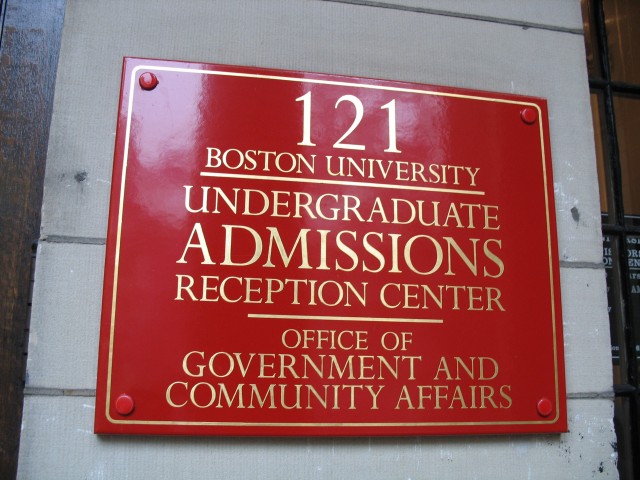 121
BOSTON UNIVERSITY
UNDERGRADUATE
ADMISSIONS
RECEPTION CENTER
OFFICE OF
GOVERNMENT AND
COMMUNITY AFFAIRS